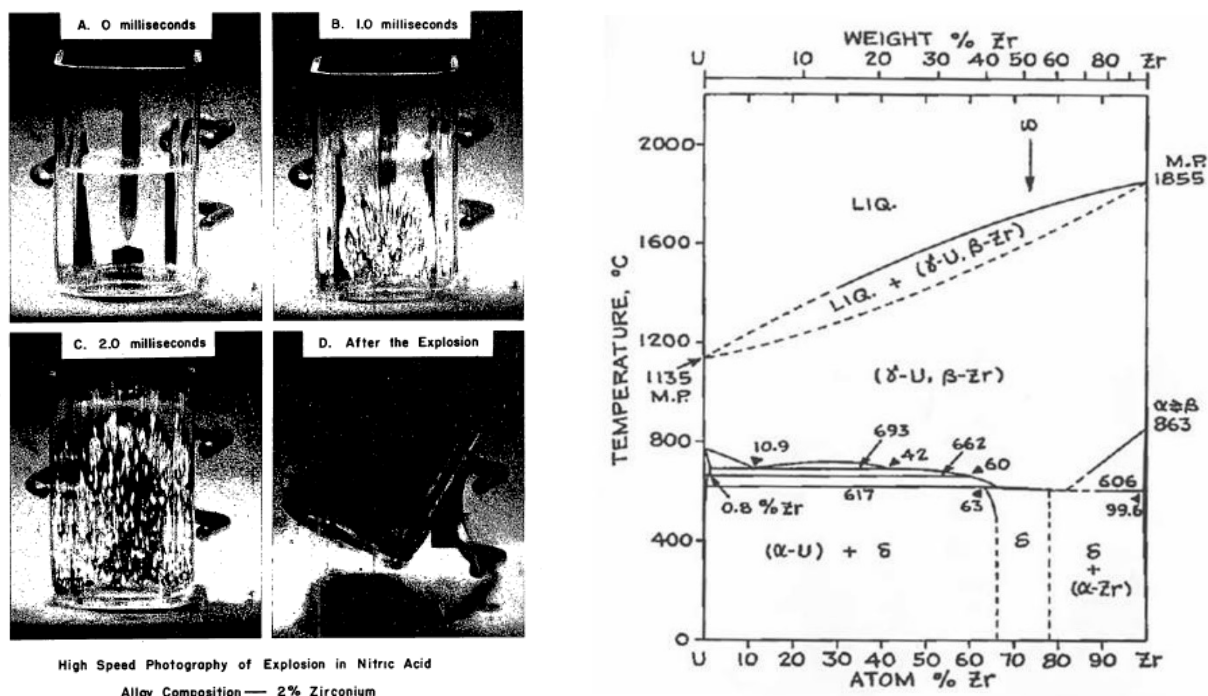 A. 0 milliseconds
B. 1.0 milliseconds
C. 2.0 milliseconds
D. After the Explosion
High Speed Photography of Explosion in Nitric Acid
Alloy Composition — 2% Zirconium
WEIGHT % Zr
U 10 20 30 40 50 60 80 Zr
TEMPERATURE, °C
2000
1600
1200
800
400
0
ω
M.P.
1855
LIQ.
LIQ. + (γ-U, β-Zr)
1135
M.P.
(γ-U, β-Zr)
α⇄β
863
10.9
693
42
662
60
606
0.8 % Zr
617
63
99.6
(α-U) + δ
δ
δ
+
(α-Zr)
U 10 20 30 40 50 60 70 80 90 Zr
ATOM % Zr